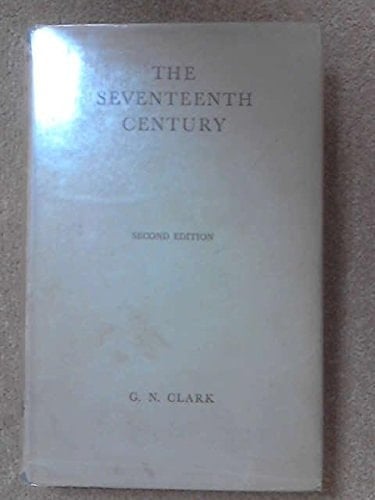 THE
SEVENTEENTH
CENTURY
SECOND EDITION
G. N. CLARK